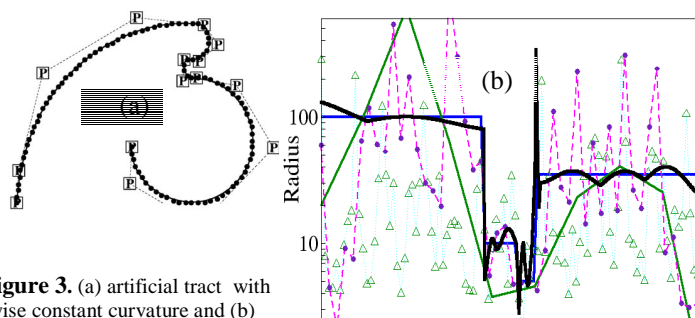 P P P
P P P
P P P
P P P
(a)
P P
P
P P
(b)
100
Radius
10
igure 3. (a) artificial tract with
wise constant curvature and (b)